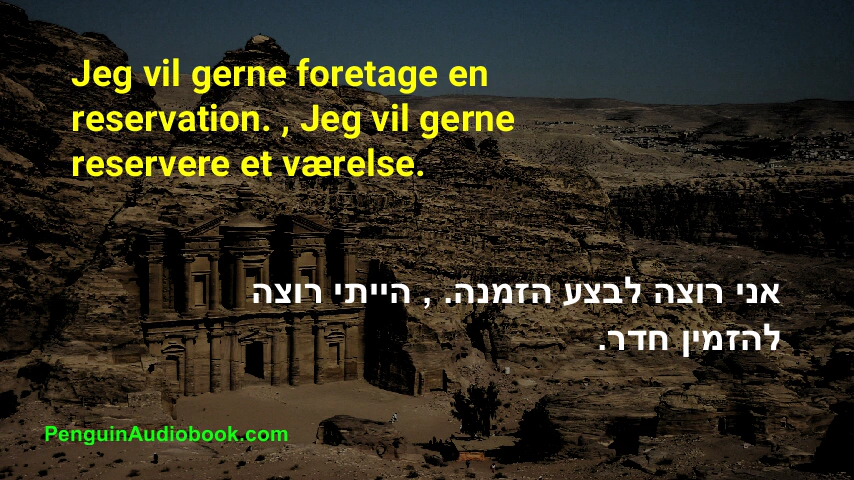 Jeg vil gerne foretage en
reservation. , Jeg vil gerne
reservere et værelse.
אני רוצה לבצע הזמנה. , הייתי רוצה
להזמין חדר.
PenguinAudiobook.com